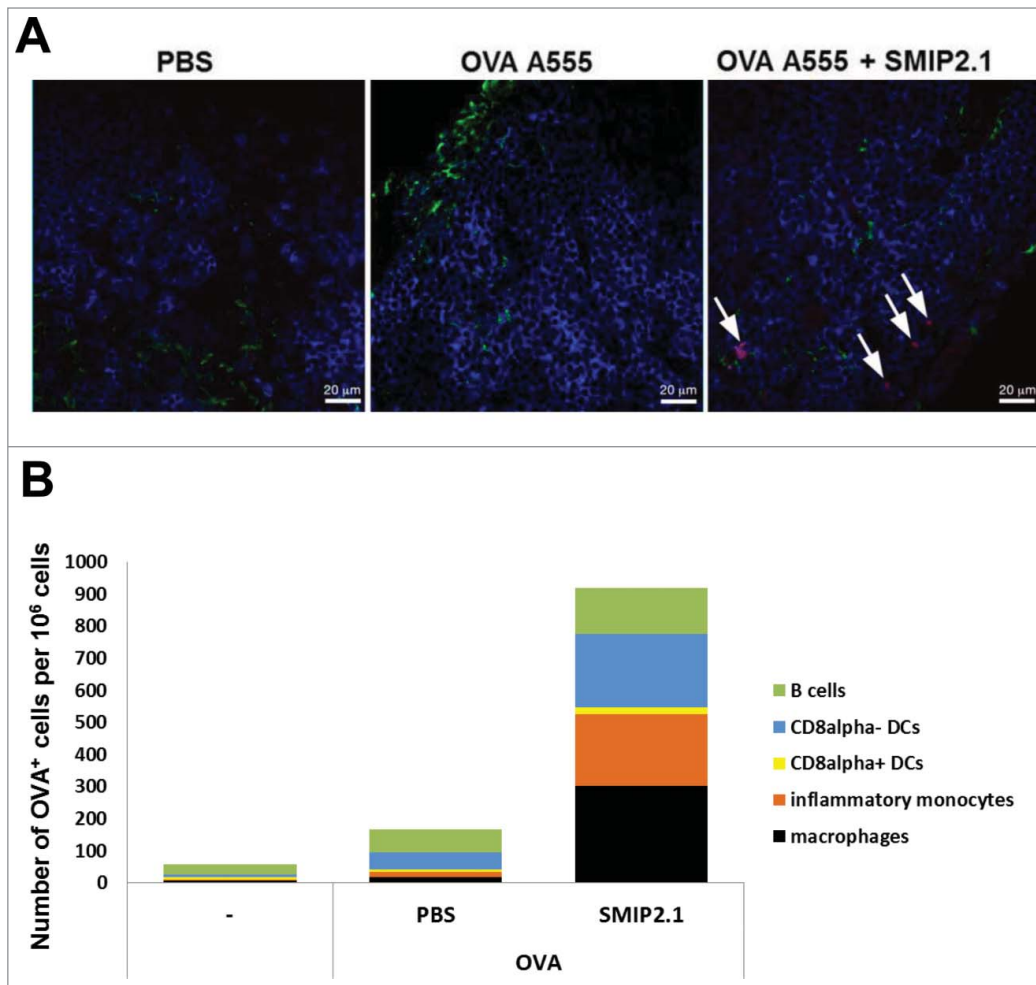 A
PBS
OVA A555
OVA A555 + SMIP2.1
20 μm
20 μm
20 μm
B
Number of OVA⁺ cells per 10⁶ cells
1000
900
800
700
600
500
400
300
200
100
0
B cells
CD8alpha- DCs
CD8alpha+ DCs
inflammatory monocytes
macrophages
-
PBS
SMIP2.1
OVA